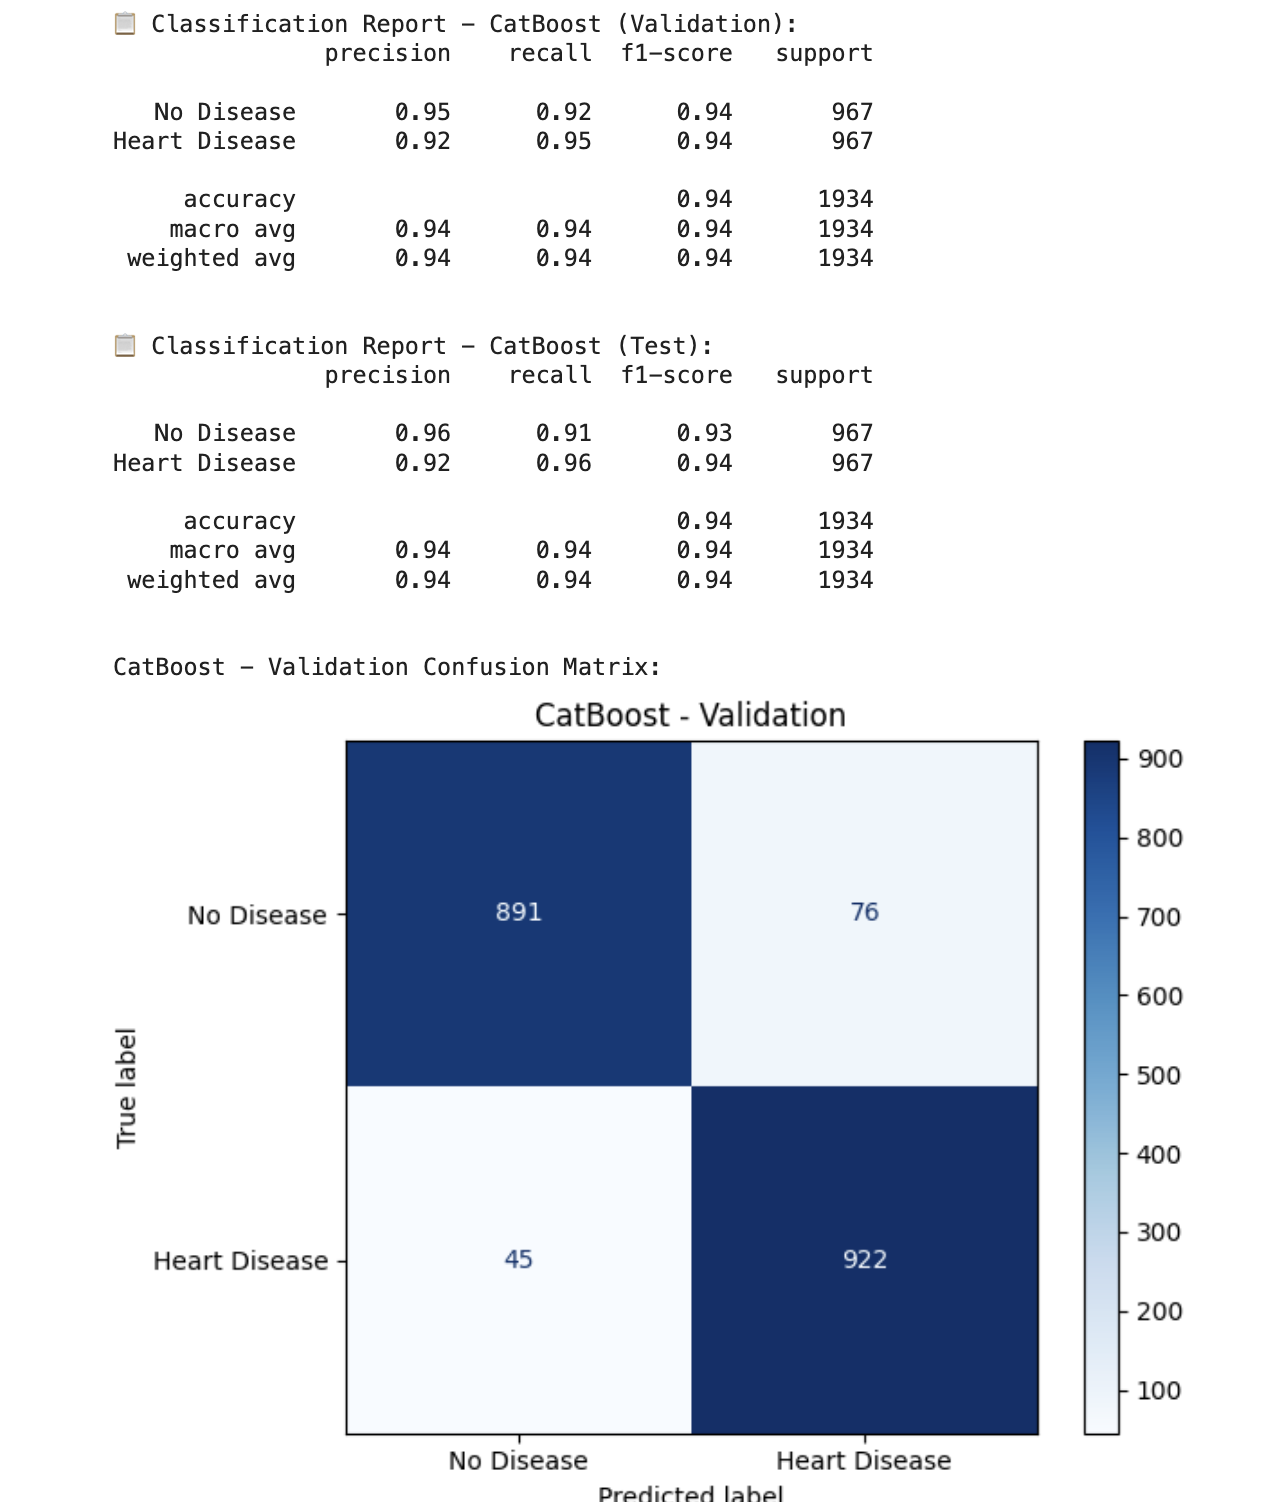 📋 Classification Report – CatBoost (Validation):
precision recall f1-score support
No Disease 0.95 0.92 0.94 967
Heart Disease 0.92 0.95 0.94 967
accuracy 0.94 1934
macro avg 0.94 0.94 0.94 1934
weighted avg 0.94 0.94 0.94 1934
📋 Classification Report – CatBoost (Test):
precision recall f1-score support
No Disease 0.96 0.91 0.93 967
Heart Disease 0.92 0.96 0.94 967
accuracy 0.94 1934
macro avg 0.94 0.94 0.94 1934
weighted avg 0.94 0.94 0.94 1934
CatBoost – Validation Confusion Matrix:
CatBoost - Validation
No Disease
891
76
Heart Disease
45
922
True label
No Disease
Heart Disease
Predicted label
900
800
700
600
500
400
300
200
100